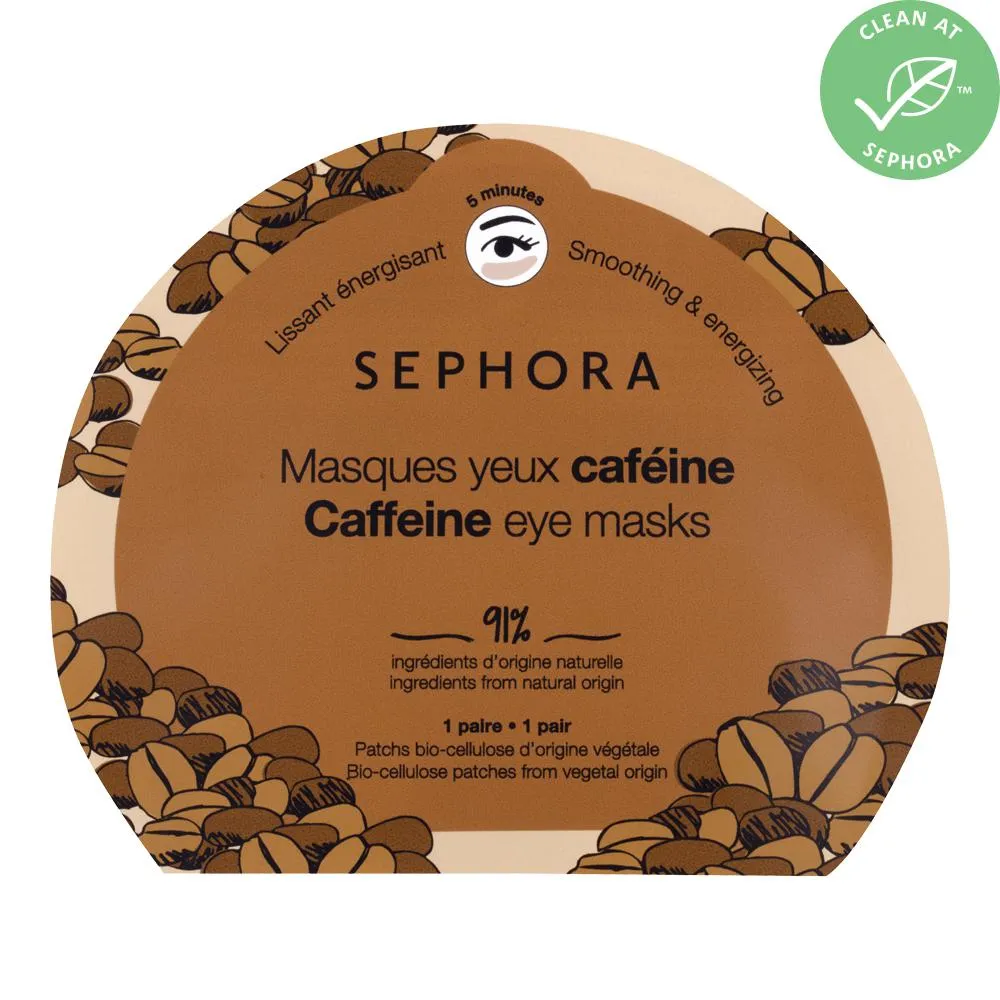 CLEAN AT
TM
SEPHORA
5 minutes
Lissant énergisant
Smoothing & energizing
SEPHORA
Masques yeux caféine
Caffeine eye masks
91%
ingrédients d'origine naturelle
ingredients from natural origin
1 paire • 1 pair
Patchs bio-cellulose d'origine végétale
Bio-cellulose patches from vegetal origin